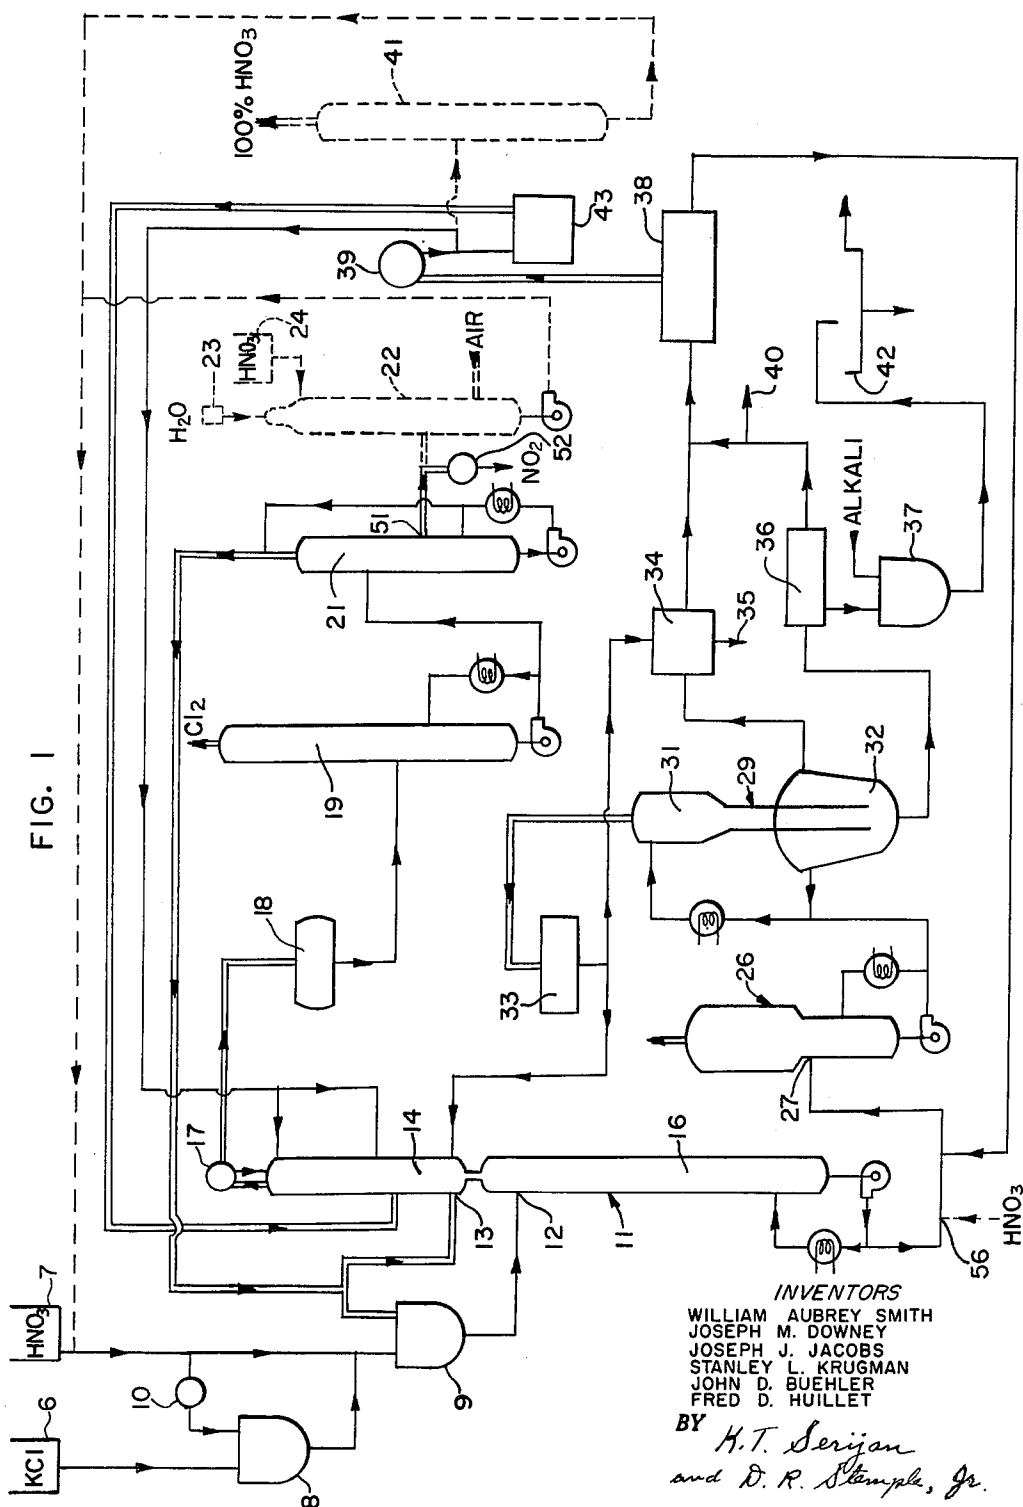 FIG. 1
KCl
6
HNO3
7
10
8
9
17
14
13
12
11
16
18
19
Cl2
21
51
52
NO2
22
AIR
H2O
23
HNO3
24
39
43
41
100% HNO3
38
40
42
ALKALI
37
36
34
35
33
31
29
32
26
27
56
HNO3
INVENTORS
WILLIAM AUBREY SMITH
JOSEPH M. DOWNEY
JOSEPH J. JACOBS
STANLEY L. KRUGMAN
JOHN D. BUEHLER
FRED D. HUILLET
BY K.T. Serijan
and D. R. Stemple, Jr.